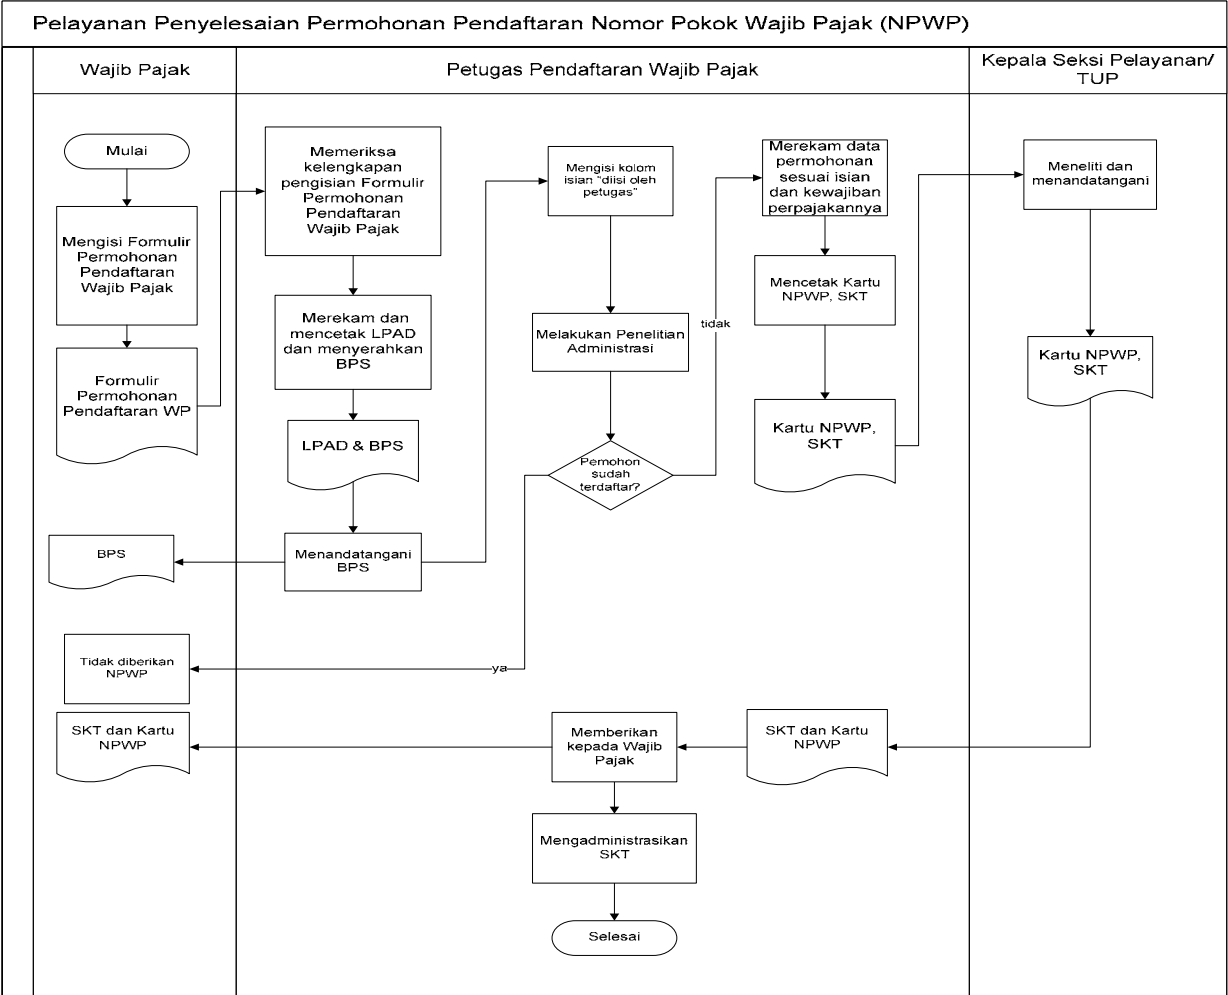 Pelayanan Penyelesaian Permohonan Pendaftaran Nomor Pokok Wajib Pajak (NPWP)
Wajib Pajak
Petugas Pendaftaran Wajib Pajak
Kepala Seksi Pelayanan/
TUP
Mulai
Mengisi Formulir
Permohonan
Pendaftaran
Wajib Pajak
Formulir
Permohonan
Pendaftaran WP
Memeriksa
kelengkapan
pengisian Formulir
Permohonan
Pendaftaran
Wajib Pajak
Merekam dan
mencetak LPAD
dan menyerahkan
BPS
LPAD & BPS
Menandatangani
BPS
BPS
Mengisi kolom
isian "diisi oleh
petugas"
Melakukan Penelitian
Administrasi
Pemohon
sudah
terdaftar?
tidak
ya
Tidak diberikan
NPWP
Merekam data
permohonan
sesuai isian
dan kewajiban
perpajakannya
Mencetak Kartu
NPWP, SKT
Kartu NPWP,
SKT
Meneliti dan
menandatangani
Kartu NPWP,
SKT
SKT dan Kartu
NPWP
Memberikan
kepada Wajib
Pajak
SKT dan Kartu
NPWP
Mengadministrasikan
SKT
Selesai